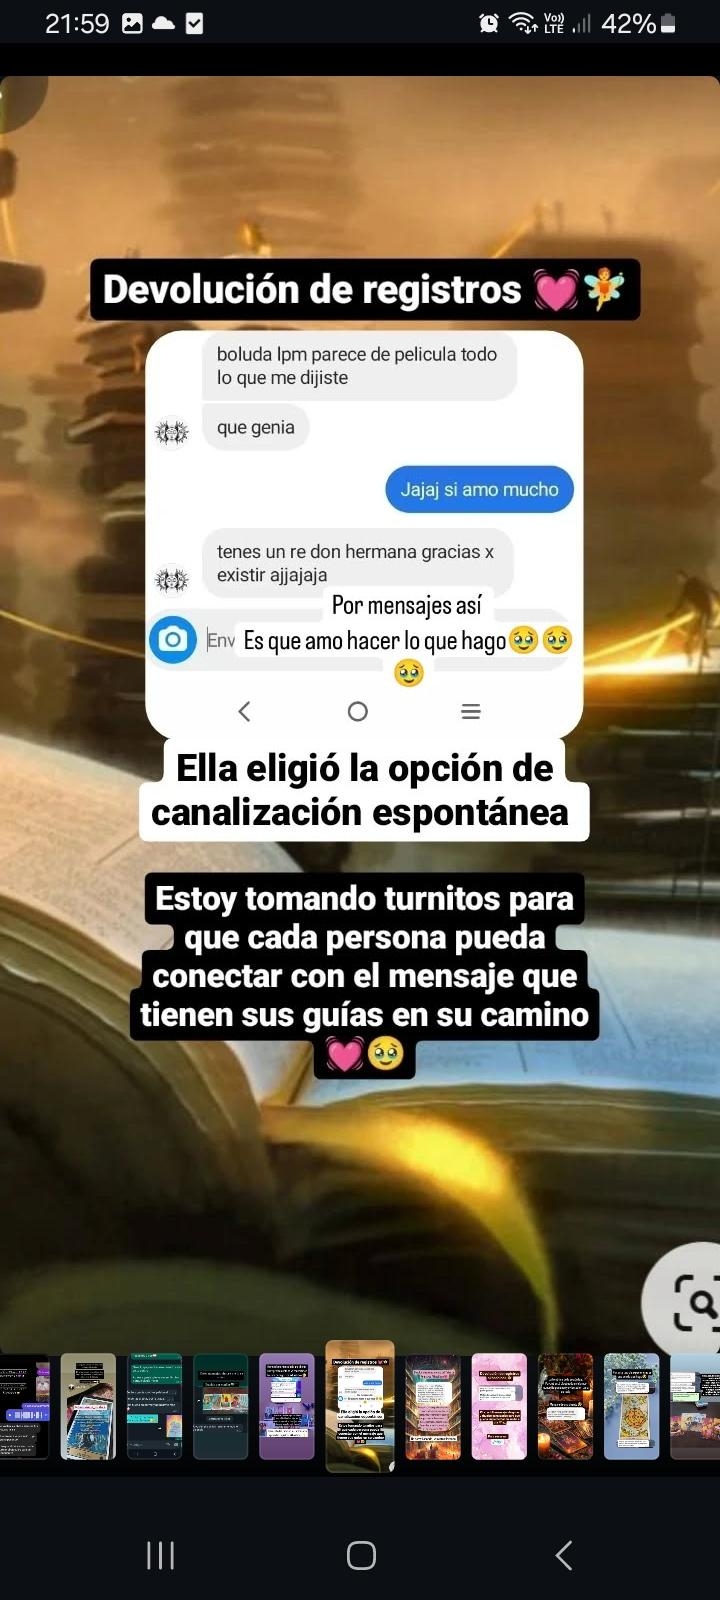 21:59
Vo))
LTE
42%
Devolución de registros 💓🧚
boluda lpm parece de pelicula todo
lo que me dijiste
que genia
Jajaj si amo mucho
tenes un re don hermana gracias x
existir ajjajaja
Por mensajes así
Env
Es que amo hacer lo que hago🥹🥹
🥹
Ella eligió la opción de
canalización espontánea
Estoy tomando turnitos para
que cada persona pueda
conectar con el mensaje que
tienen sus guías en su camino
💓🥹